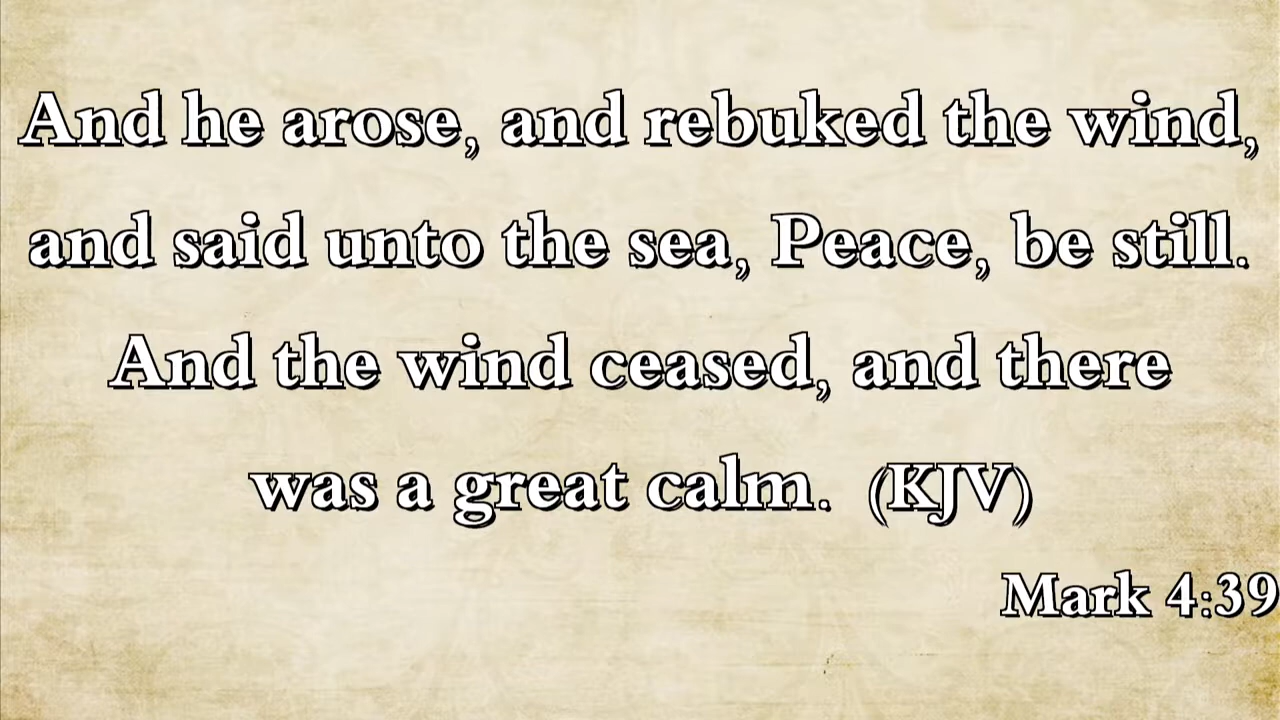 And he arose, and rebuked the wind,
and said unto the sea, Peace, be still.
And the wind ceased, and there
was a great calm. (KJV)
Mark 4:39